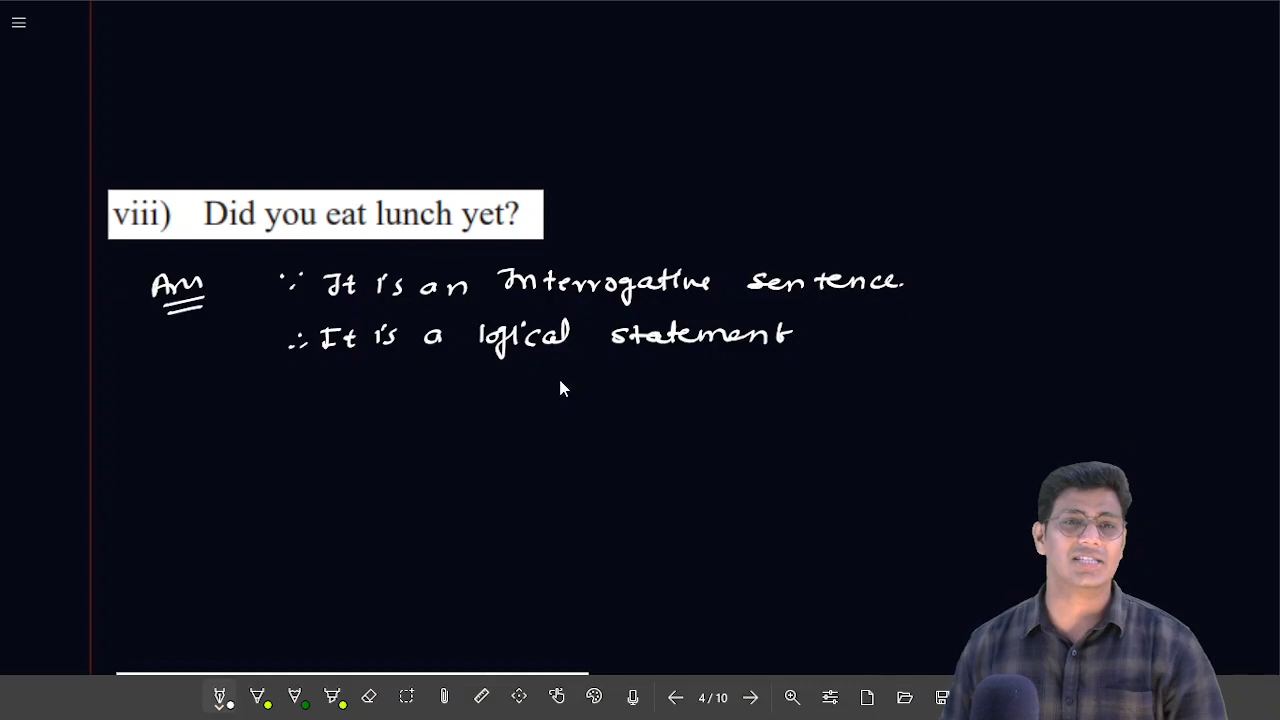 viii) Did you eat lunch yet?
Ans ∵ It is an Interrogative sentence.
∴ It is a logical statement
4/10